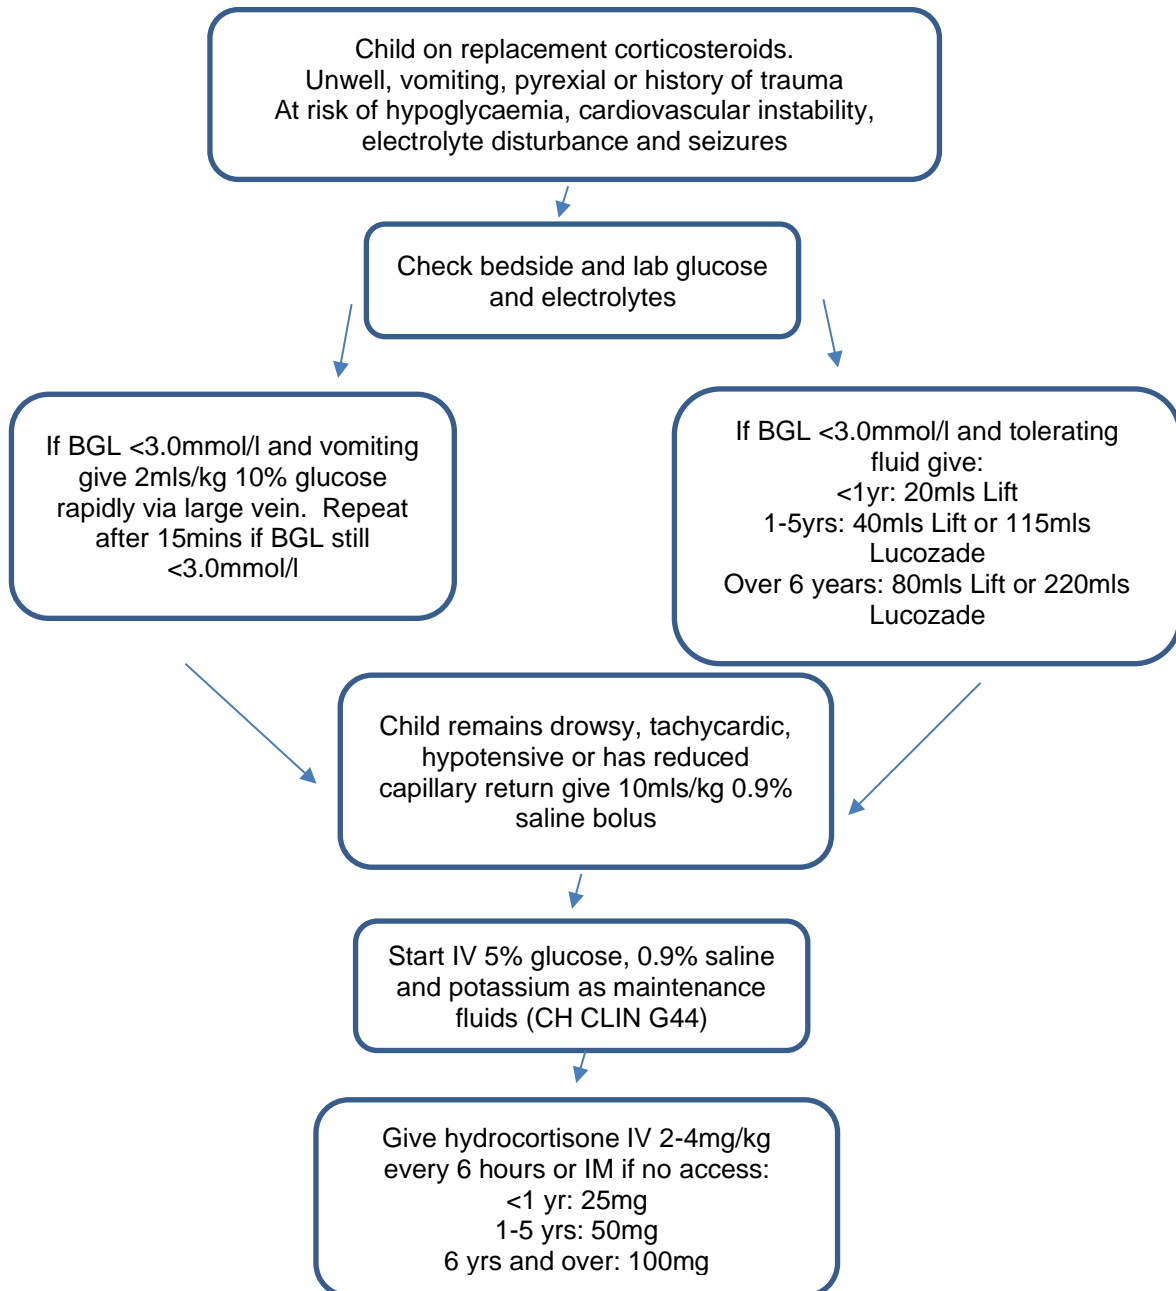 Child on replacement corticosteroids.
Unwell, vomiting, pyrexial or history of trauma
At risk of hypoglycaemia, cardiovascular instability,
electrolyte disturbance and seizures
Check bedside and lab glucose
and electrolytes
If BGL <3.0mmol/l and vomiting
give 2mls/kg 10% glucose
rapidly via large vein.  Repeat
after 15mins if BGL still
<3.0mmol/l
If BGL <3.0mmol/l and tolerating
fluid give:
<1yr: 20mls Lift
1-5yrs: 40mls Lift or 115mls
Lucozade
Over 6 years: 80mls Lift or 220mls
Lucozade
Child remains drowsy, tachycardic,
hypotensive or has reduced
capillary return give 10mls/kg 0.9%
saline bolus
Start IV 5% glucose, 0.9% saline
and potassium as maintenance
fluids (CH CLIN G44)
Give hydrocortisone IV 2-4mg/kg
every 6 hours or IM if no access:
<1 yr: 25mg
1-5 yrs: 50mg
6 yrs and over: 100mg